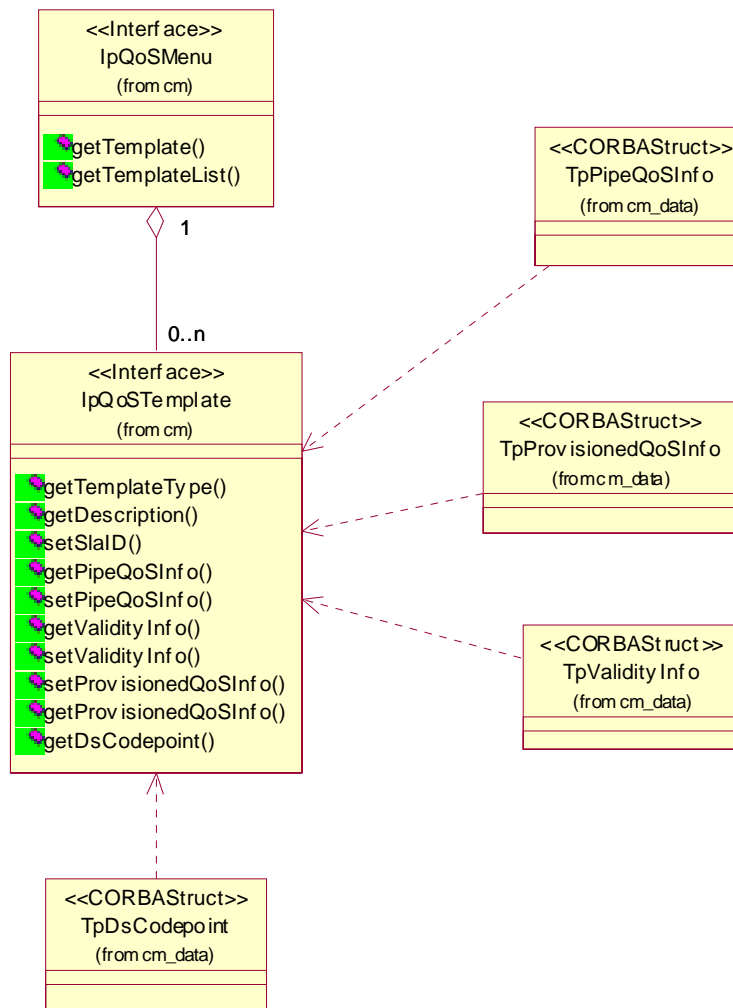 <<Interface>>
IpQoSMenu
(from cm)
getTemplate()
getTemplateList()
1
0..n
<<Interface>>
IpQoSTemplate
(from cm)
getTemplateType()
getDescription()
setSlaID()
getPipeQoSInfo()
setPipeQoSInfo()
getValidityInfo()
setValidityInfo()
setProvisionedQoSInfo()
getProvisionedQoSInfo()
getDsCodepoint()
<<CORBAStruct>>
TpPipeQoSInfo
(from cm_data)
<<CORBAStruct>>
TpProvisionedQoSInfo
(from cm_data)
<<CORBAStruct>>
TpValidityInfo
(from cm_data)
<<CORBAStruct>>
TpDsCodepoint
(from cm_data)